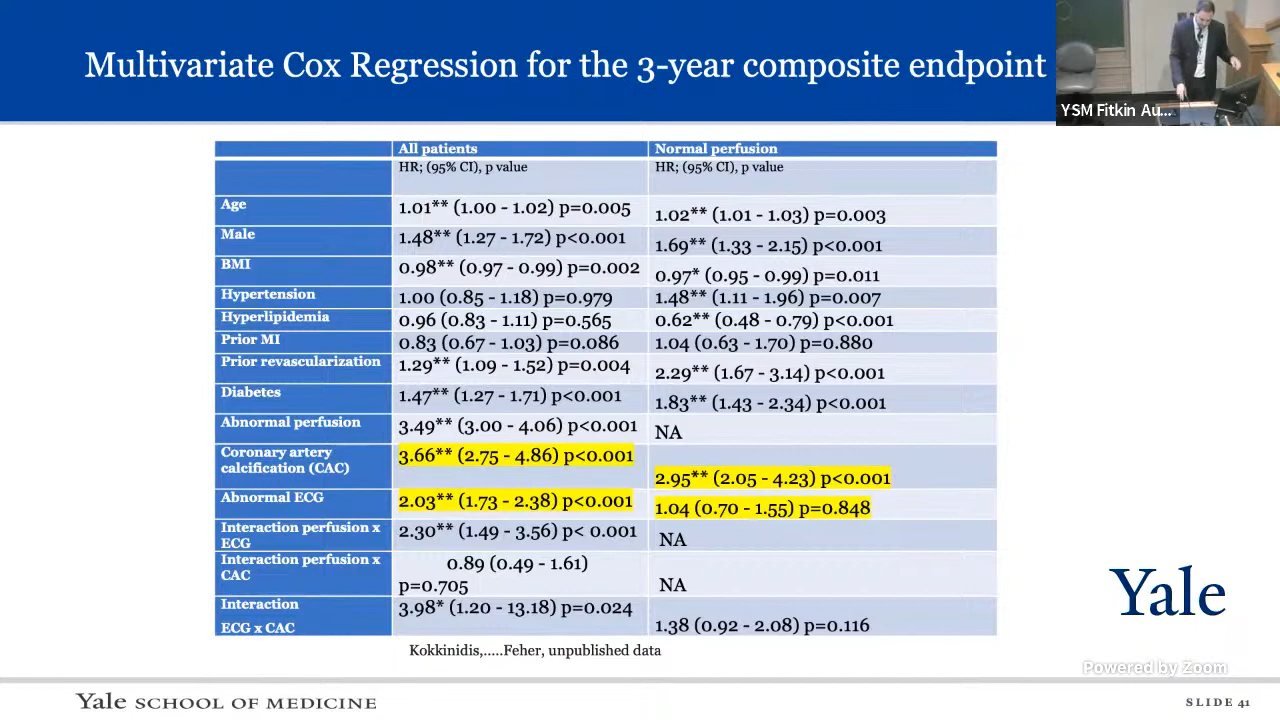 Multivariate Cox Regression for the 3-year composite endpoint
YSM Fitkin Au...
All patients Normal perfusion
HR; (95% CI), p value HR; (95% CI), p value
Age 1.01** (1.00 - 1.02) p=0.005 1.02** (1.01 - 1.03) p=0.003
Male 1.48** (1.27 - 1.72) p<0.001 1.69** (1.33 - 2.15) p<0.001
BMI 0.98** (0.97 - 0.99) p=0.002 0.97* (0.95 - 0.99) p=0.011
Hypertension 1.00 (0.85 - 1.18) p=0.979 1.48** (1.11 - 1.96) p=0.007
Hyperlipidemia 0.96 (0.83 - 1.11) p=0.565 0.62** (0.48 - 0.79) p<0.001
Prior MI 0.83 (0.67 - 1.03) p=0.086 1.04 (0.63 - 1.70) p=0.880
Prior revascularization 1.29** (1.09 - 1.52) p=0.004 2.29** (1.67 - 3.14) p<0.001
Diabetes 1.47** (1.27 - 1.71) p<0.001 1.83** (1.43 - 2.34) p<0.001
Abnormal perfusion 3.49** (3.00 - 4.06) p<0.001 NA
Coronary artery 3.66** (2.75 - 4.86) p<0.001
calcification (CAC) 2.95** (2.05 - 4.23) p<0.001
Abnormal ECG 2.03** (1.73 - 2.38) p<0.001 1.04 (0.70 - 1.55) p=0.848
Interaction perfusion x 2.30** (1.49 - 3.56) p< 0.001 NA
ECG
Interaction perfusion x 0.89 (0.49 - 1.61)
CAC p=0.705 NA
Interaction 3.98* (1.20 - 13.18) p=0.024
ECG x CAC 1.38 (0.92 - 2.08) p=0.116
Kokkinidis,.....Feher, unpublished data
Yale
Powered by Zoom
Yale SCHOOL OF MEDICINE
SLIDE 41